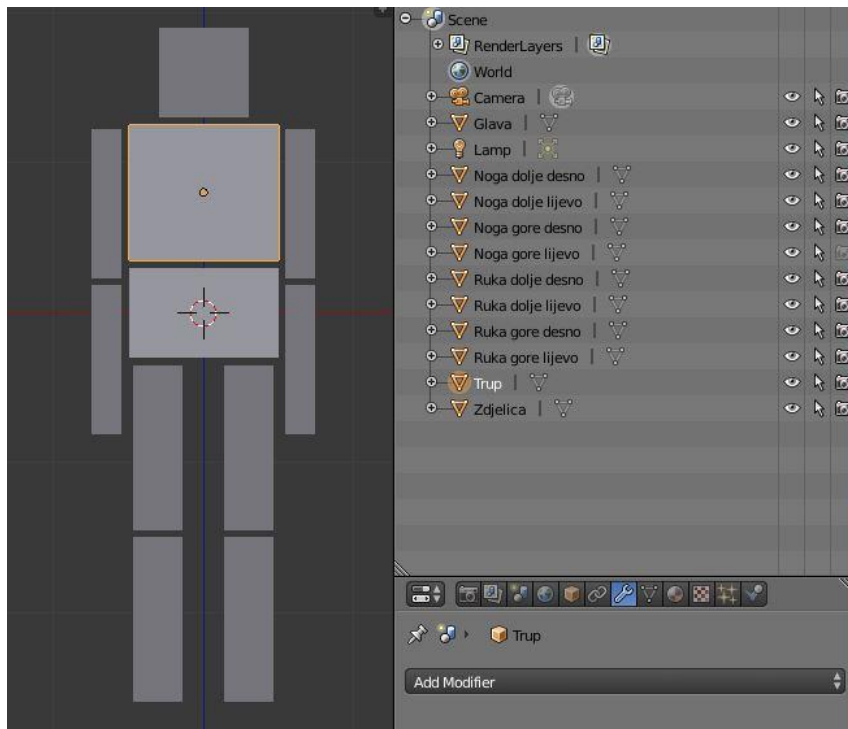 Scene
RenderLayers
World
Camera
Glava
Lamp
Noga dolje desno
Noga dolje lijevo
Noga gore desno
Noga gore lijevo
Ruka dolje desno
Ruka dolje lijevo
Ruka gore desno
Ruka gore lijevo
Trup
Zdjelica
Trup
Add Modifier